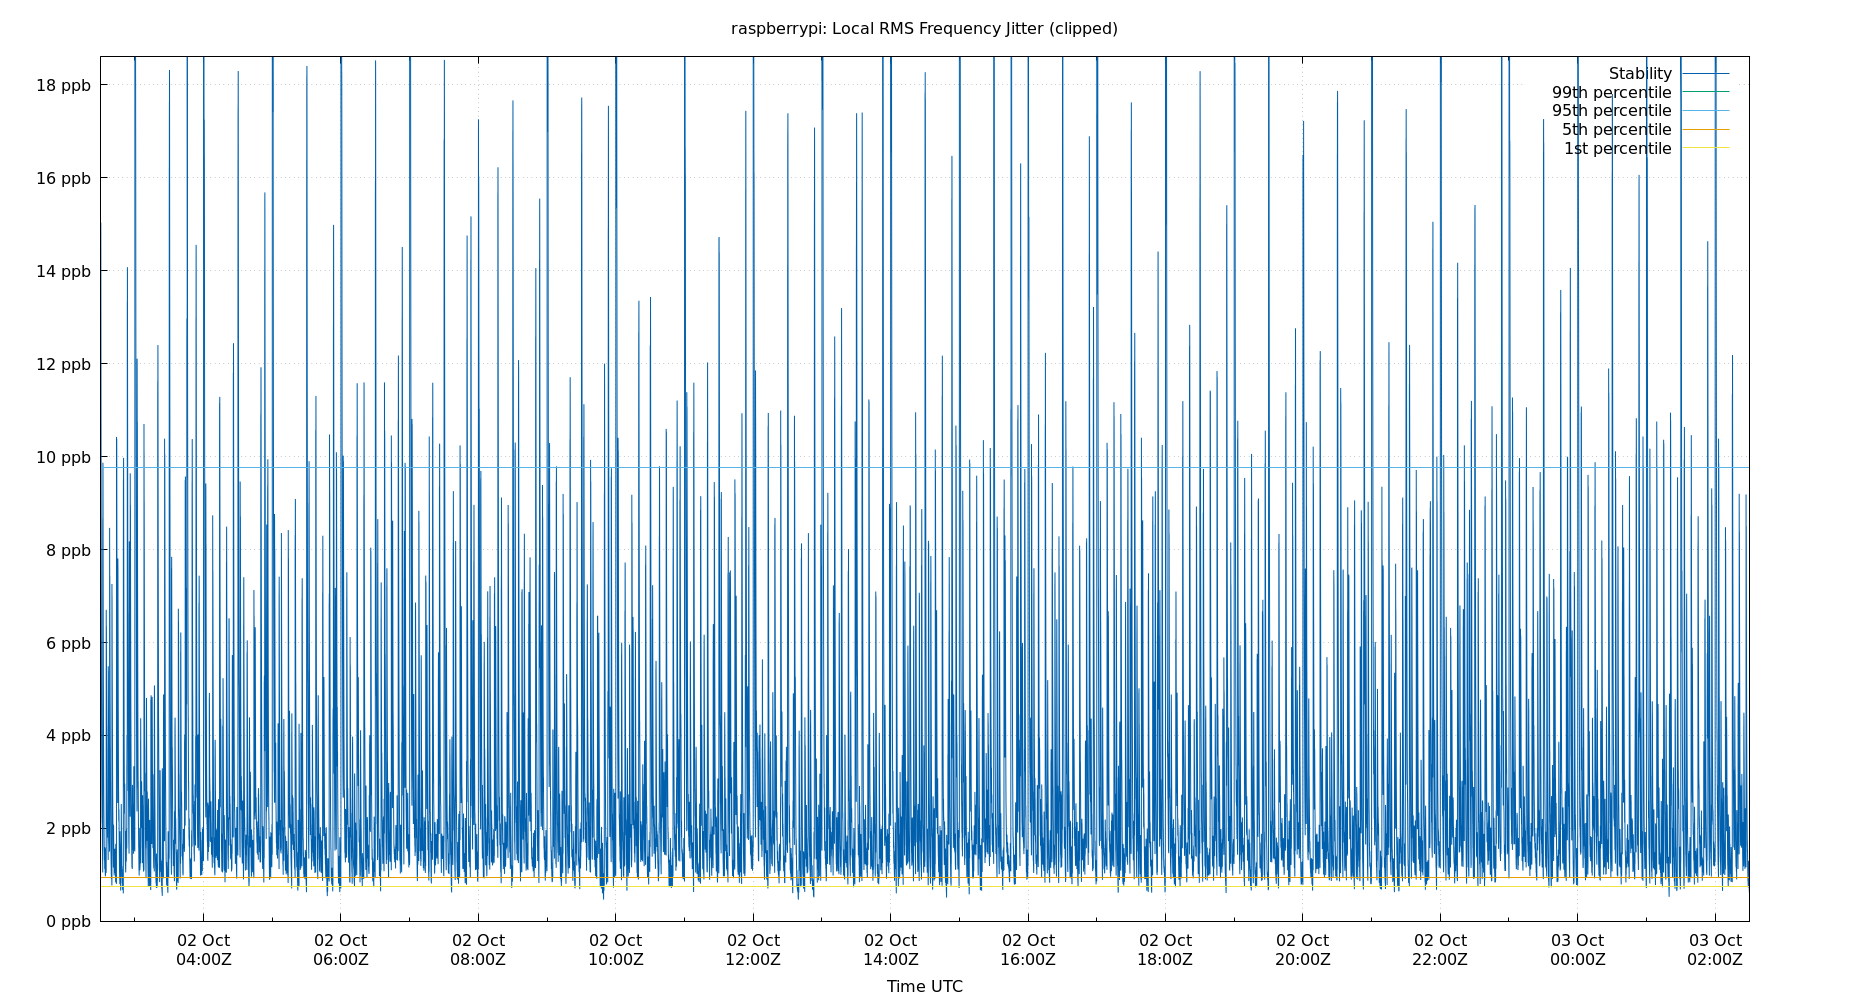 raspberrypi: Local RMS Frequency Jitter (clipped)
18 ppb
16 ppb
14 ppb
12 ppb
10 ppb
8 ppb
6 ppb
4 ppb
2 ppb
0 ppb
Stability
99th percentile
95th percentile
5th percentile
1st percentile
02 Oct 02 Oct 02 Oct 02 Oct 02 Oct 02 Oct 02 Oct 02 Oct 02 Oct 02 Oct 03 Oct 03 Oct
04:00Z 06:00Z 08:00Z 10:00Z 12:00Z 14:00Z 16:00Z 18:00Z 20:00Z 22:00Z 00:00Z 02:00Z
Time UTC